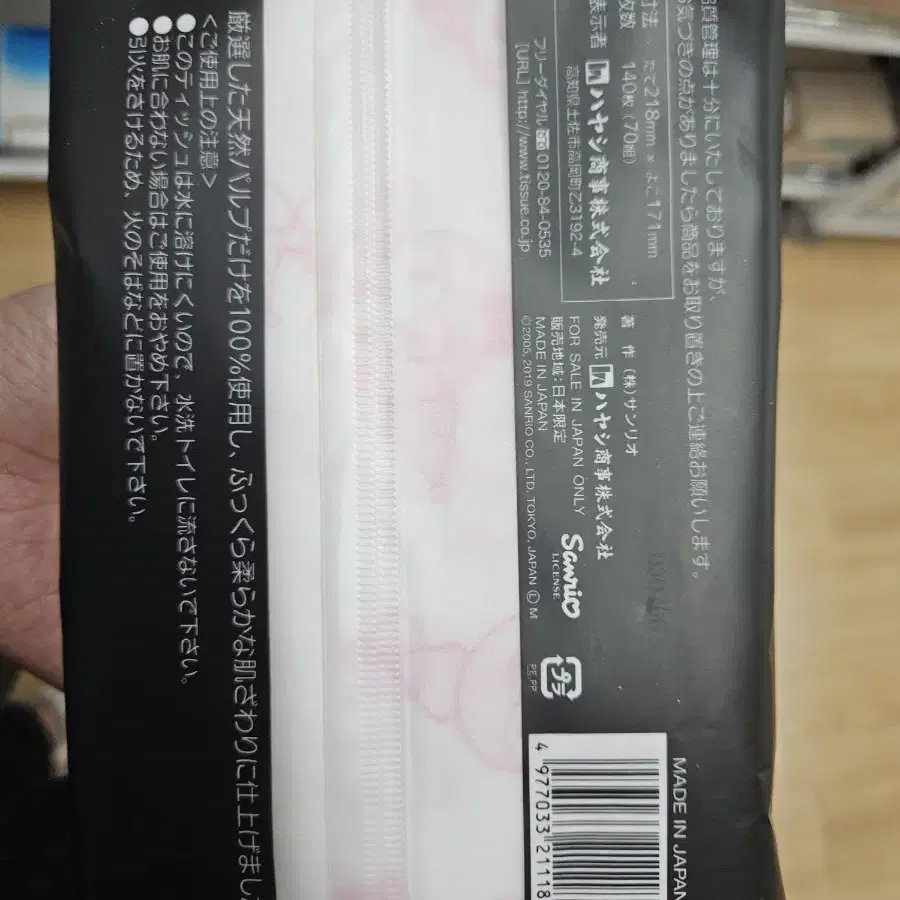 厳選した天然パルプだけを100%使用し、ふっくら柔らかな肌ざわりに仕上げまし
<ご使用上の注意>
●このティッシュは水に溶けにくいので、水洗トイレに流さないで下さい。
●お肌に合わない場合はご使用をおやめ下さい。
●引火をさけるため、火のそばなどに置かないで下さい。
品質管理は十分にいたしておりますが、
お気づきの点がありましたら商品をお取り置きの上ご連絡お願いします。
寸法 たて218mm×よこ171mm
枚数 140枚(70組)
表示者 ハヤシ商事株式会社
高知県土佐市高岡町乙3192-4
フリーダイヤル 0120-84-0535
[URL] http://www.tissue.co.jp
著 作 (株)サンリオ
発売元 ハヤシ商事株式会社
FOR SALE IN JAPAN ONLY
販売地域:日本限定
MADE IN JAPAN
©2005, 2019 SANRIO CO., LTD. TOKYO, JAPAN Ⓛ M
Sanrio
LICENSE
プラ
PE,PP
MADE IN JAPAN
4 977033 21118